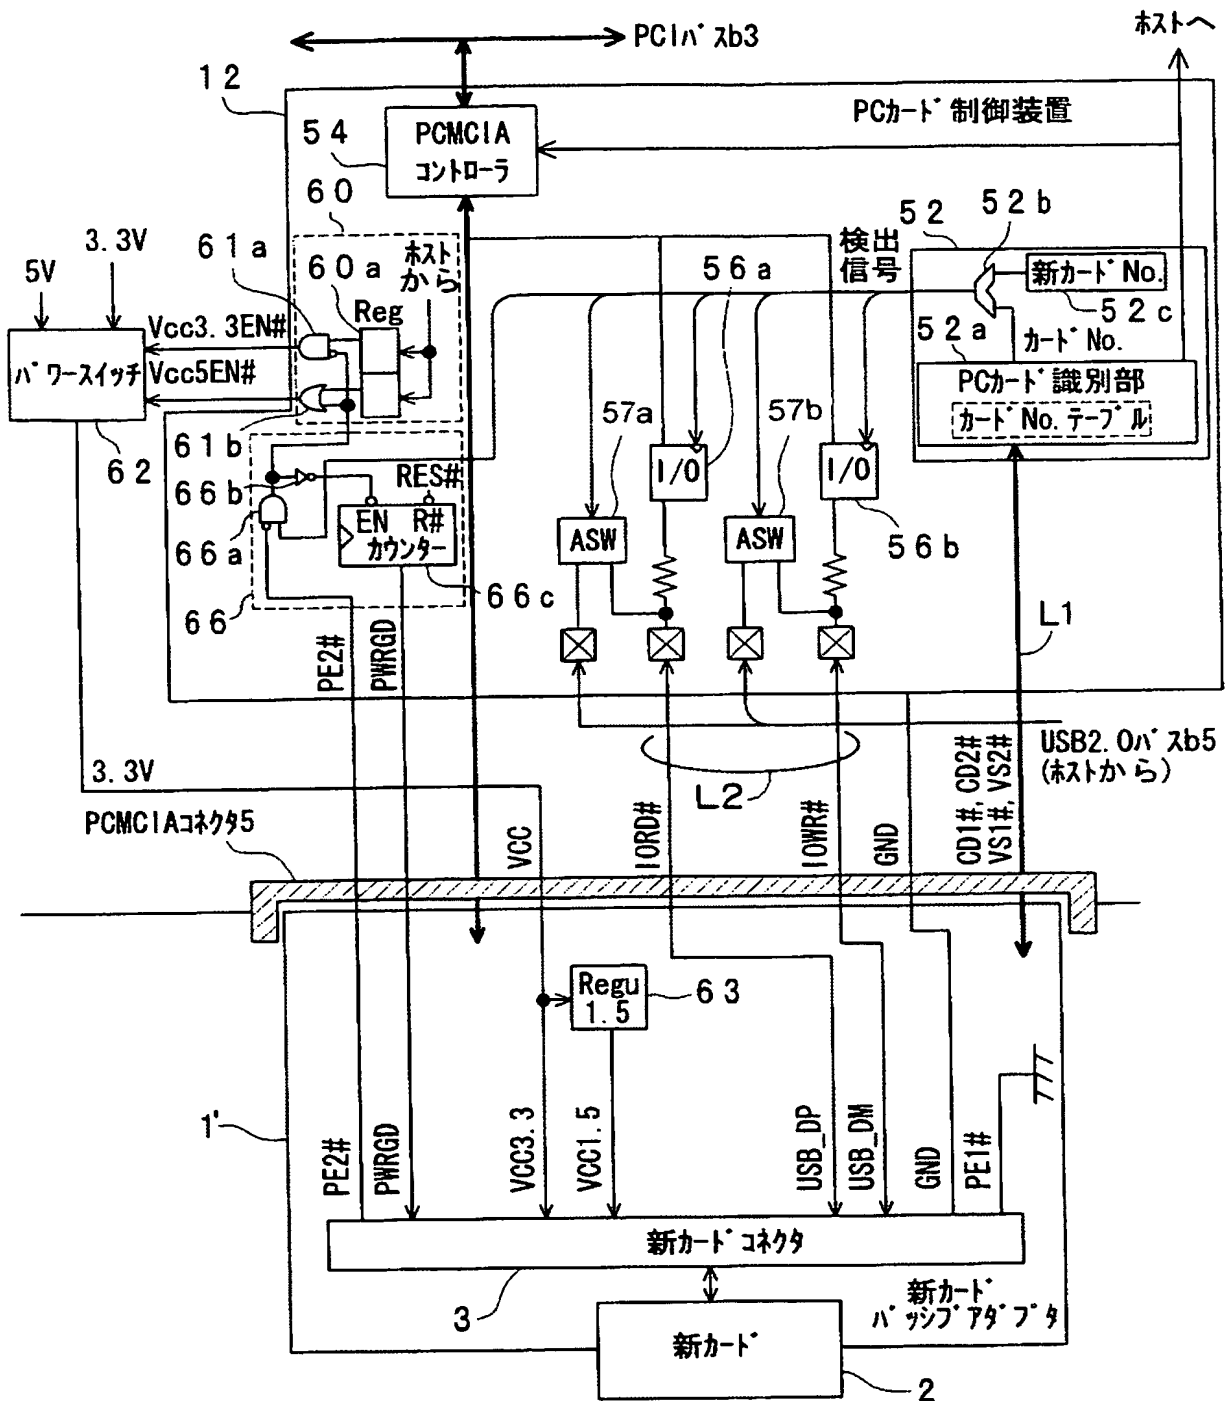 PCIバスb3
ホストへ
12
PCカード制御装置
54
PCMCIA
コントローラ
60
52
52b
検出
信号
新カードNo.
52c
52a
カードNo.
PCカード識別部
カードNo.テーブル
3.3V
5V
61a
60a
ホスト
から
Reg
56a
Vcc3.3EN#
パワースイッチ
Vcc5EN#
62
61b
57a
57b
I/O
I/O
66b
RES#
EN R#
カウンター
66a
66c
66
ASW
ASW
56b
PE2#
PWRGD
L1
USB2.0バスb5
(ホストから)
3.3V
L2
PCMCIAコネクタ5
VCC
IORD#
IOWR#
GND
CD1#, CD2#
VS1#, VS2#
Regu
1.5
63
1'
PE2#
PWRGD
VCC3.3
VCC1.5
USB_DP
USB_DM
GND
PE1#
新カードコネクタ
3
新カード
パッシブアダプタ
新カード
2